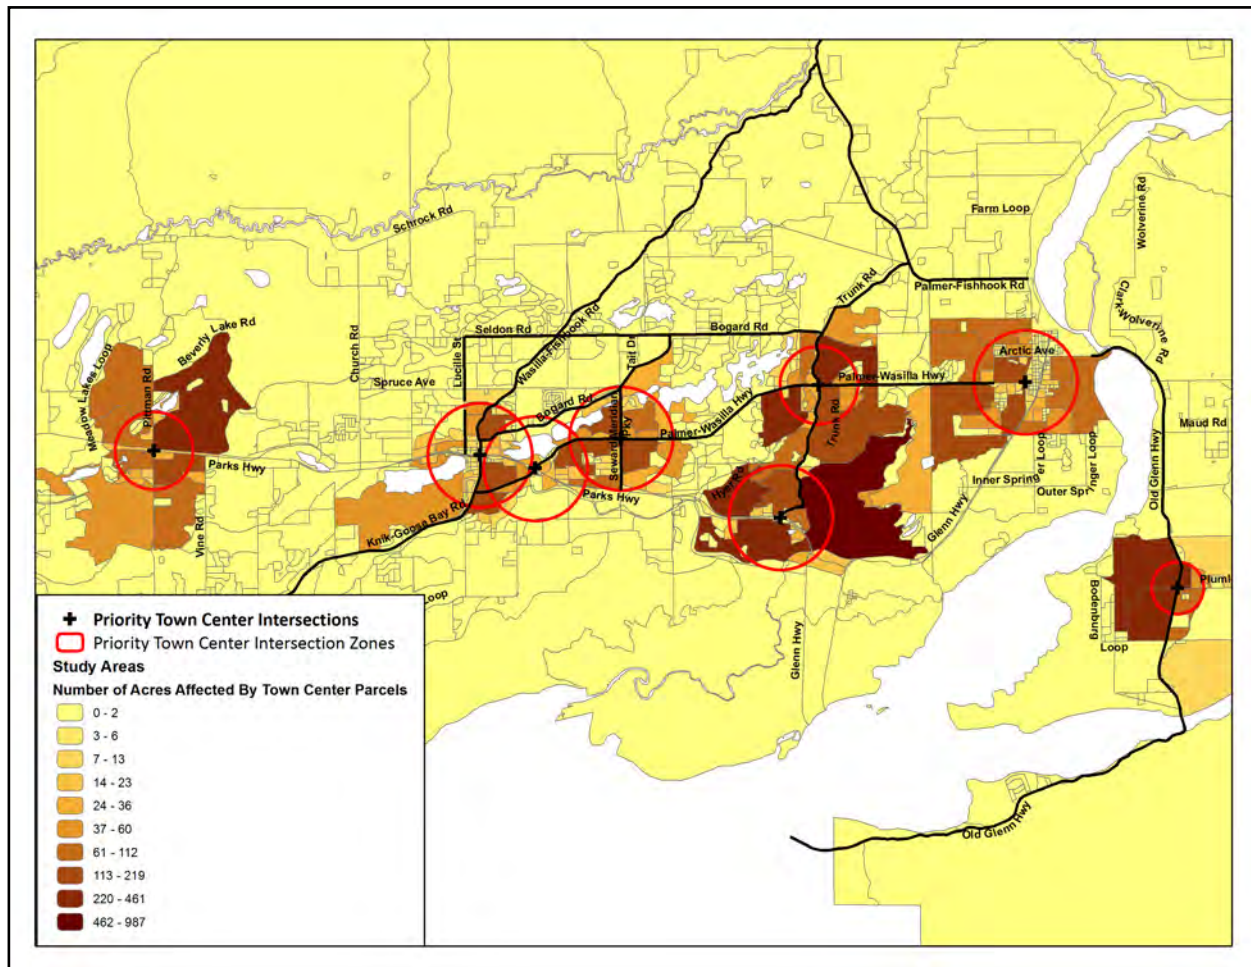 Schrock Rd
Farm Loop
Wolverine Rd
Clark-Wolverine Rd
Trunk Rd
Palmer-Fishhook Rd
Meadow Lakes Loop
Beverly Lake Rd
Pittman Rd
Church Rd
Seldon Rd
Wasilla-Fishhook Rd
Bogard Rd
Tait Dr
Lucille St
Spruce Ave
Arctic Ave
Palmer-Wasilla Hwy
Bogard Rd
Seward Meridian Pky
Palmer-Wasilla Hwy
Trunk Rd
Maud Rd
Parks Hwy
Parks Hwy
Hyer Rd
Inner Spring
er Loop
Outer Spr
nger Loop
Old Glenn Hwy
Knik-Goose Bay Rd
Vine Rd
Glenn Hwy
Plumle
Bodenburg
Loop
Loop
Glenn Hwy
Old Glenn Hwy
Priority Town Center Intersections
Priority Town Center Intersection Zones
Study Areas
Number of Acres Affected By Town Center Parcels
0 - 2
3 - 6
7 - 13
14 - 23
24 - 36
37 - 60
61 - 112
113 - 219
220 - 461
462 - 987